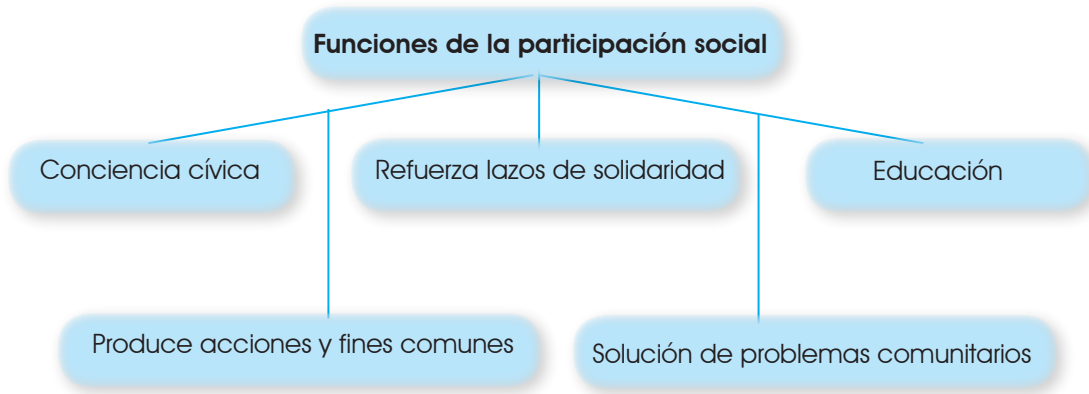 Funciones de la participación social
Conciencia cívica
Refuerza lazos de solidaridad
Educación
Produce acciones y fines comunes
Solución de problemas comunitarios